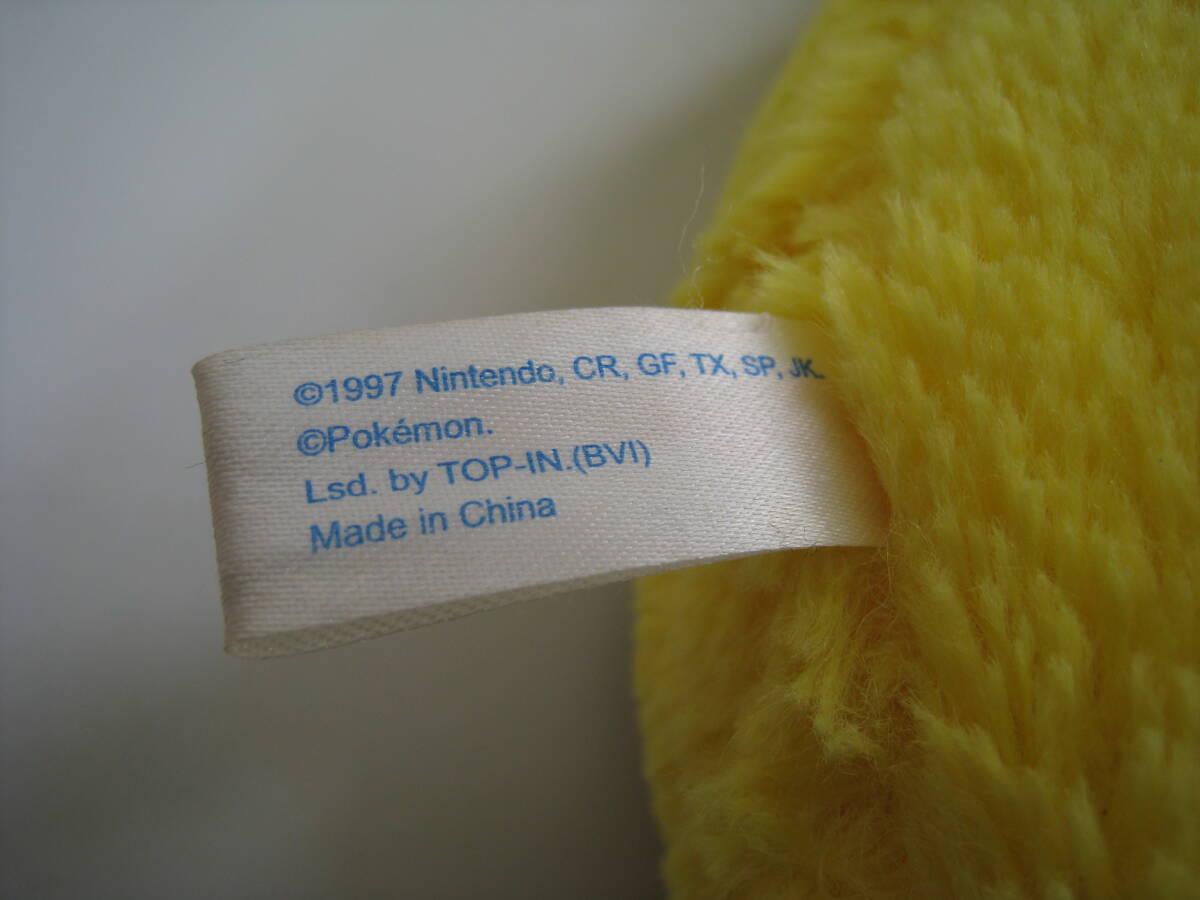 ©1997 Nintendo, CR, GF, TX, SP, JK.
©Pokémon.
Lsd. by TOP-IN.(BVI)
Made in China